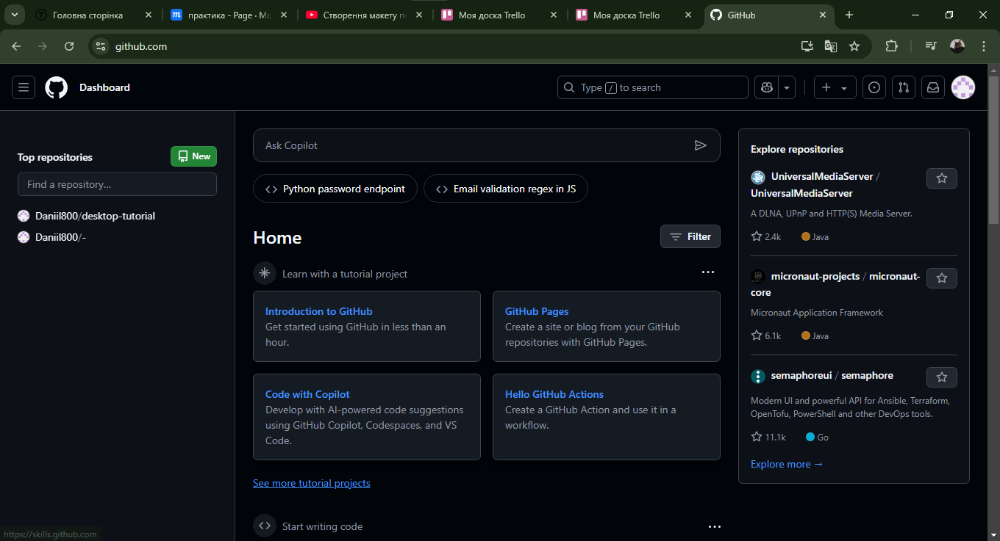 Головна сторінка
практика - Page · Mo
Створення макету п
Моя доска Trello
Моя доска Trello
GitHub
github.com
Dashboard
Type / to search
Top repositories
New
Find a repository...
Daniil800/desktop-tutorial
Daniil800/-
Ask Copilot
Python password endpoint
Email validation regex in JS
Home
Filter
Learn with a tutorial project
Introduction to GitHub
Get started using GitHub in less than an
hour.
GitHub Pages
Create a site or blog from your GitHub
repositories with GitHub Pages.
Code with Copilot
Develop with AI-powered code suggestions
using GitHub Copilot, Codespaces, and VS
Code.
Hello GitHub Actions
Create a GitHub Action and use it in a
workflow.
See more tutorial projects
Start writing code
Explore repositories
UniversalMediaServer /
UniversalMediaServer
A DLNA, UPnP and HTTP(S) Media Server.
2.4k
Java
micronaut-projects / micronaut-
core
Micronaut Application Framework
6.1k
Java
semaphoreui / semaphore
Modern UI and powerful API for Ansible, Terraform,
OpenTofu, PowerShell and other DevOps tools.
11.1k
Go
Explore more →
https://skills.github.com